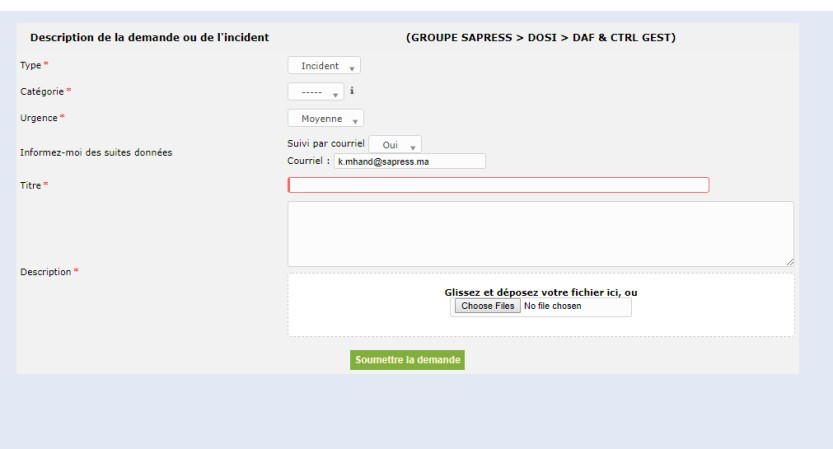 Description de la demande ou de l'incident (GROUPE SAPRESS > DOSI > DAF & CTRL GEST)
Type * Incident
Catégorie * ----- i
Urgence * Moyenne
Informez-moi des suites données
Suivi par courriel Oui
Courriel : k.mhand@sapress.ma
Titre *
Description *
Glissez et déposez votre fichier ici, ou
Choose Files No file chosen
Soumettre la demande